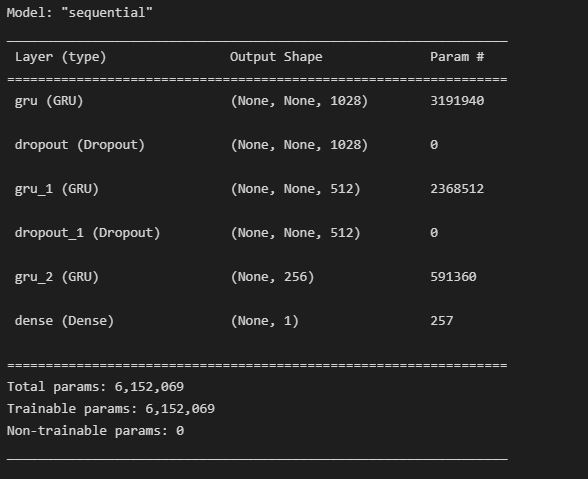 Model: "sequential"
_________________________________________________________________
Layer (type) Output Shape Param #
=================================================================
gru (GRU) (None, None, 1028) 3191940
dropout (Dropout) (None, None, 1028) 0
gru_1 (GRU) (None, None, 512) 2368512
dropout_1 (Dropout) (None, None, 512) 0
gru_2 (GRU) (None, 256) 591360
dense (Dense) (None, 1) 257
=================================================================
Total params: 6,152,069
Trainable params: 6,152,069
Non-trainable params: 0
_________________________________________________________________